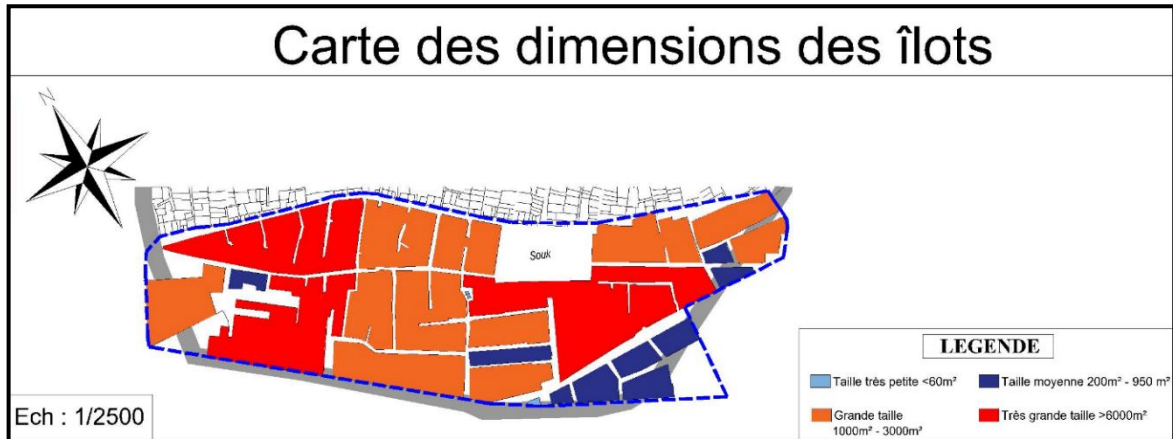 Carte des dimensions des îlots
N
Souk
LEGENDE
Taille très petite <60m²
Taille moyenne 200m² - 950 m²
Grande taille
1000m² - 3000m²
Très grande taille >6000m²
Ech : 1/2500